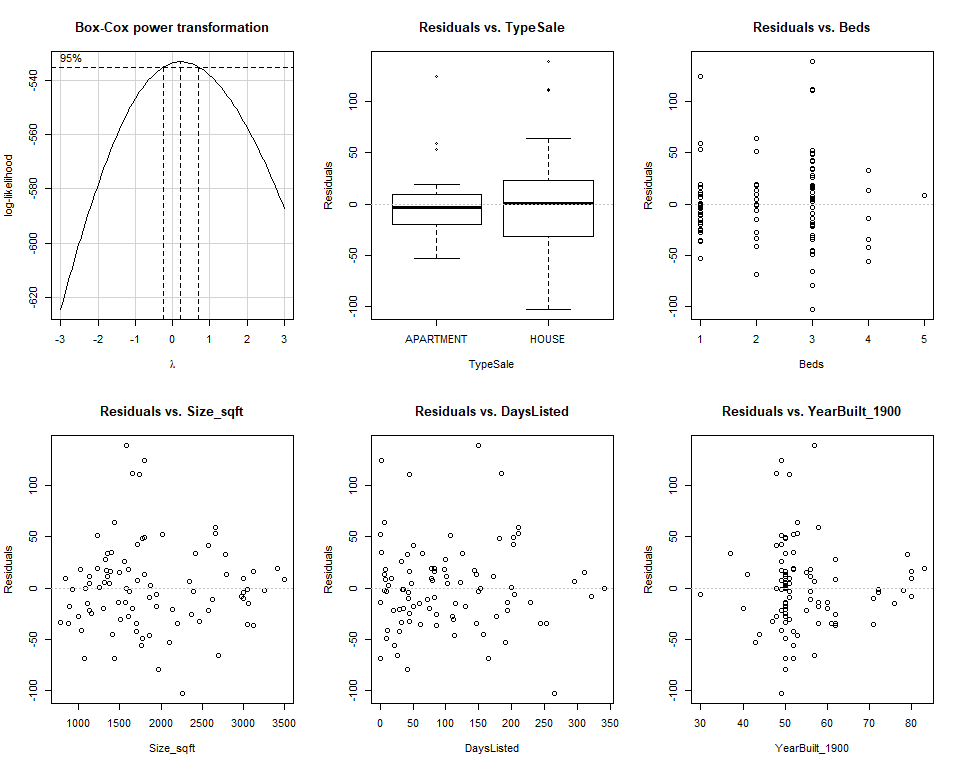 Box-Cox power transformation
95%
-540
-560
-580
-600
-620
log-likelihood
-3 -2 -1 0 1 2 3
λ
Residuals vs. TypeSale
100
50
0
-50
-100
Residuals
APARTMENT HOUSE
TypeSale
Residuals vs. Beds
100
50
0
-50
-100
Residuals
1 2 3 4 5
Beds
Residuals vs. Size_sqft
100
50
0
-50
-100
Residuals
1000 1500 2000 2500 3000 3500
Size_sqft
Residuals vs. DaysListed
100
50
0
-50
-100
Residuals
0 50 100 150 200 250 300 350
DaysListed
Residuals vs. YearBuilt_1900
100
50
0
-50
-100
Residuals
30 40 50 60 70 80
YearBuilt_1900